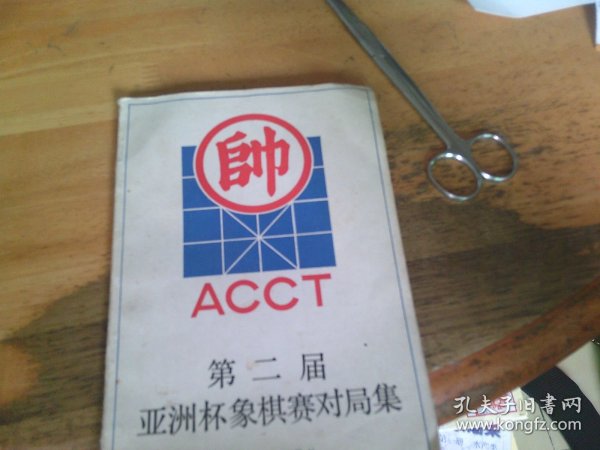 帥
ACCT
第二届
亚洲杯象棋赛对局集
孔夫子旧书网
www.kongfz.com